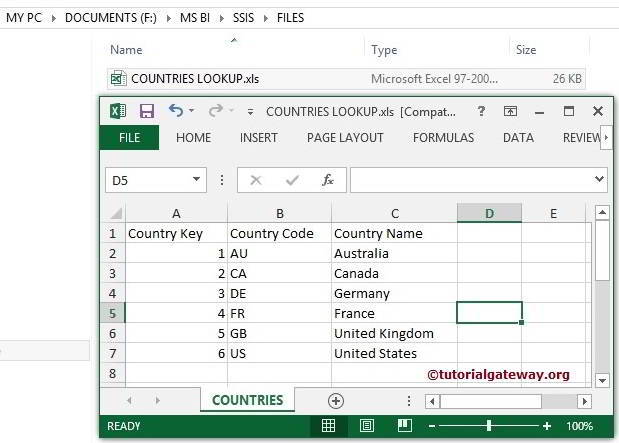 MY PC ▸ DOCUMENTS (F:) ▸ MS BI ▸ SSIS ▸ FILES
Name Type Size
COUNTRIES LOOKUP.xls Microsoft Excel 97-200... 26 KB
COUNTRIES LOOKUP.xls [Compat... ?
FILE HOME INSERT PAGE LAYOUT FORMULAS DATA REVIEW
D5 fx
A B C D E
1 Country Key Country Code Country Name
2 1 AU Australia
3 2 CA Canada
4 3 DE Germany
5 4 FR France
6 5 GB United Kingdom
7 6 US United States
8
©tutorialgateway.org
COUNTRIES
READY 100%